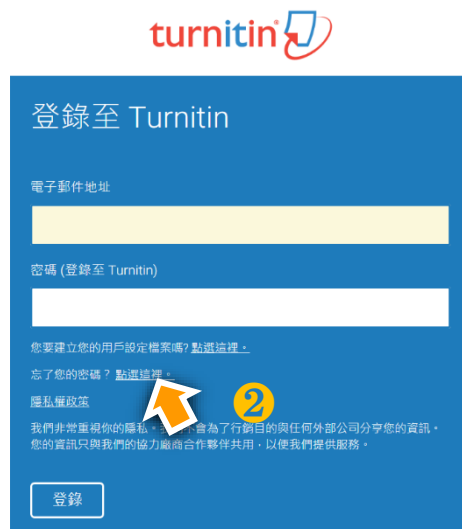 turnitin
登錄至 Turnitin
電子郵件地址
密碼 (登錄至 Turnitin)
您要建立您的用戶設定檔案嗎? 點選這裡。
忘了您的密碼？ 點選這裡。
隱私權政策
2
我們非常重視你的隱私。不會為了行銷目的與任何外部公司分享您的資訊。
您的資訊只與我們的協力廠商合作夥伴共用，以便我們提供服務。
登錄